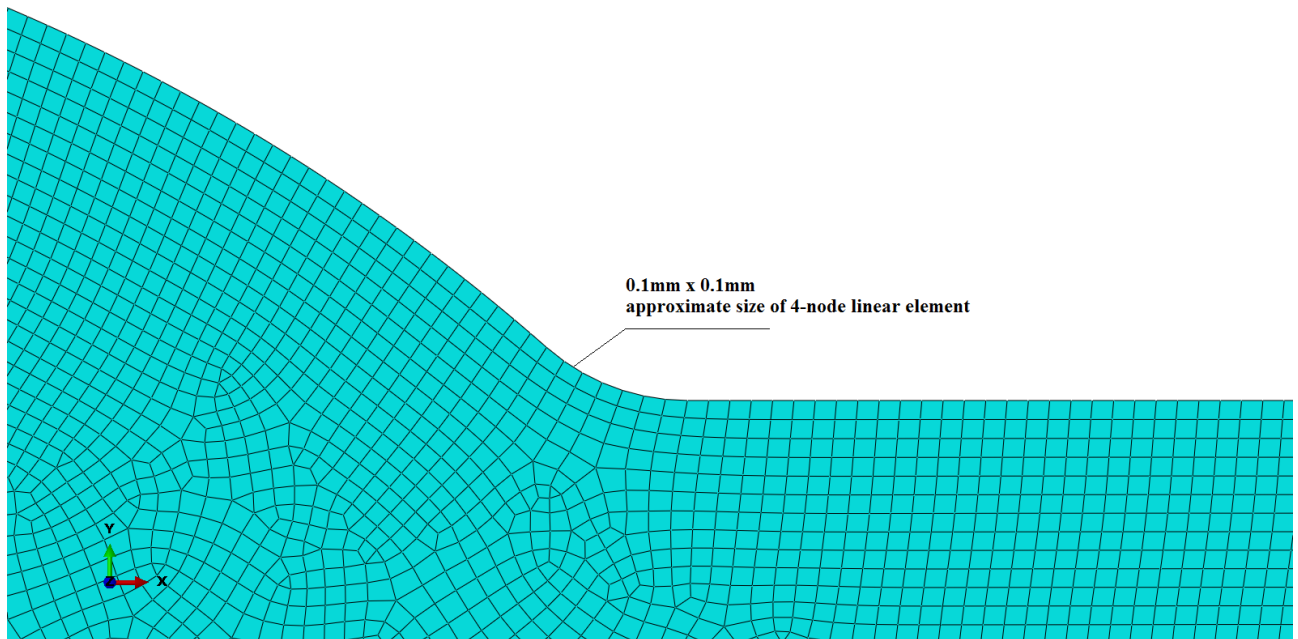 0.1mm x 0.1mm
approximate size of 4-node linear element
Y
X